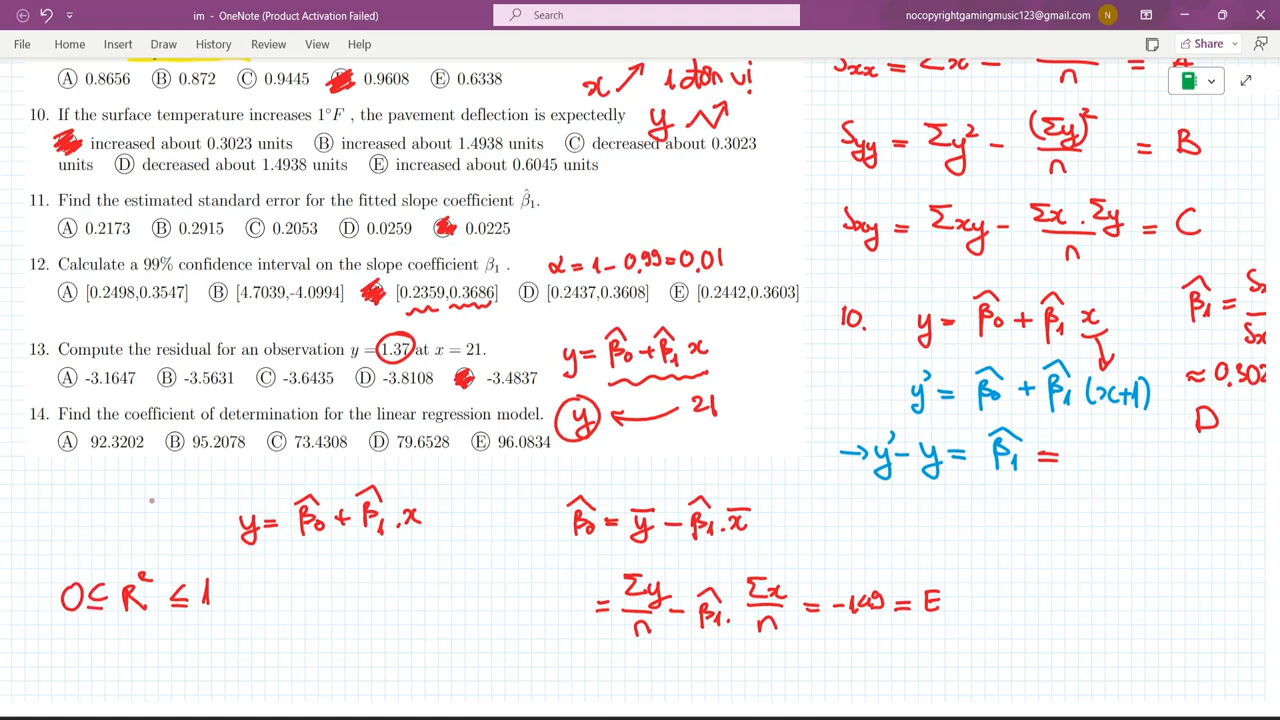 im - OneNote (Product Activation Failed)
Search
nocopyrightgamingmusic123@gmail.com
N
File Home Insert Draw History Review View Help
Share
Ⓐ 0.8656 Ⓑ 0.872 Ⓒ 0.9445 0.9608 Ⓔ 0.6338
x ↗ 1 đơn vị
10. If the surface temperature increases 1°F , the pavement deflection is expectedly
y
increased about 0.3023 units Ⓑ increased about 1.4938 units Ⓒ decreased about 0.3023
units Ⓓ decreased about 1.4938 units Ⓔ increased about 0.6045 units
11. Find the estimated standard error for the fitted slope coefficient β̂₁.
Ⓐ 0.2173 Ⓑ 0.2915 Ⓒ 0.2053 Ⓓ 0.0259 0.0225
12. Calculate a 99% confidence interval on the slope coefficient β₁ .
α = 1 - 0,99 = 0,01
Ⓐ [0.2498,0.3547] Ⓑ [4.7039,-4.0994] [0.2359,0.3686] Ⓓ [0.2437,0.3608] Ⓔ [0.2442,0.3603]
13. Compute the residual for an observation y = 1.37 at x = 21.
y = β̂₀ + β̂₁ x
Ⓐ -3.1647 Ⓑ -3.5631 Ⓒ -3.6435 Ⓓ -3.8108 -3.4837
14. Find the coefficient of determination for the linear regression model.
y ← 21
Ⓐ 92.3202 Ⓑ 95.2078 Ⓒ 73.4308 Ⓓ 79.6528 Ⓔ 96.0834
y = β̂₀ + β̂₁ . x
0 ≤ R² ≤ 1
β̂₀ = ȳ - β̂₁ . x̄
= Σy/n - β̂₁ . Σx/n = -1,49 = E
Syy = Σy² - (Σy)²/n = B
Sxy = Σxy - Σx . Σy/n = C
10. y = β̂₀ + β̂₁ x
y' = β̂₀ + β̂₁ (x+1)
→ y' - y = β̂₁ =
β̂₁ =
≈ 0,302
D